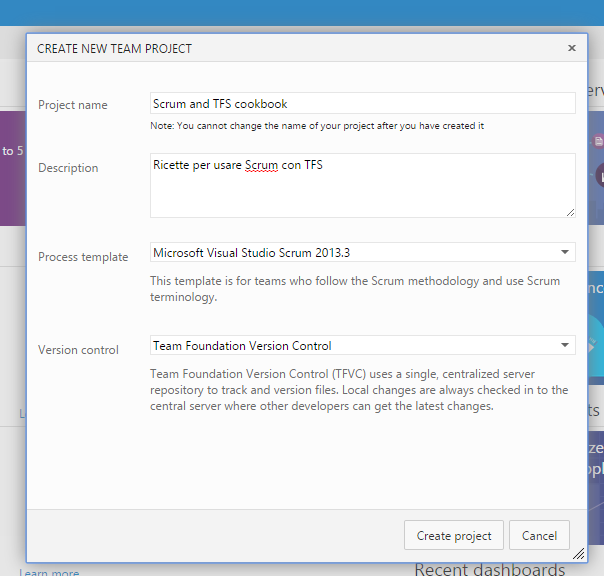 CREATE NEW TEAM PROJECT
Project name
Scrum and TFS cookbook
Note: You cannot change the name of your project after you have created it
Description
Ricette per usare Scrum con TFS
Process template
Microsoft Visual Studio Scrum 2013.3
This template is for teams who follow the Scrum methodology and use Scrum
terminology.
Version control
Team Foundation Version Control
Team Foundation Version Control (TFVC) uses a single, centralized server
repository to track and version files. Local changes are always checked in to the
central server where other developers can get the latest changes.
Create project
Cancel
to 5
Learn more
Recent dashboards